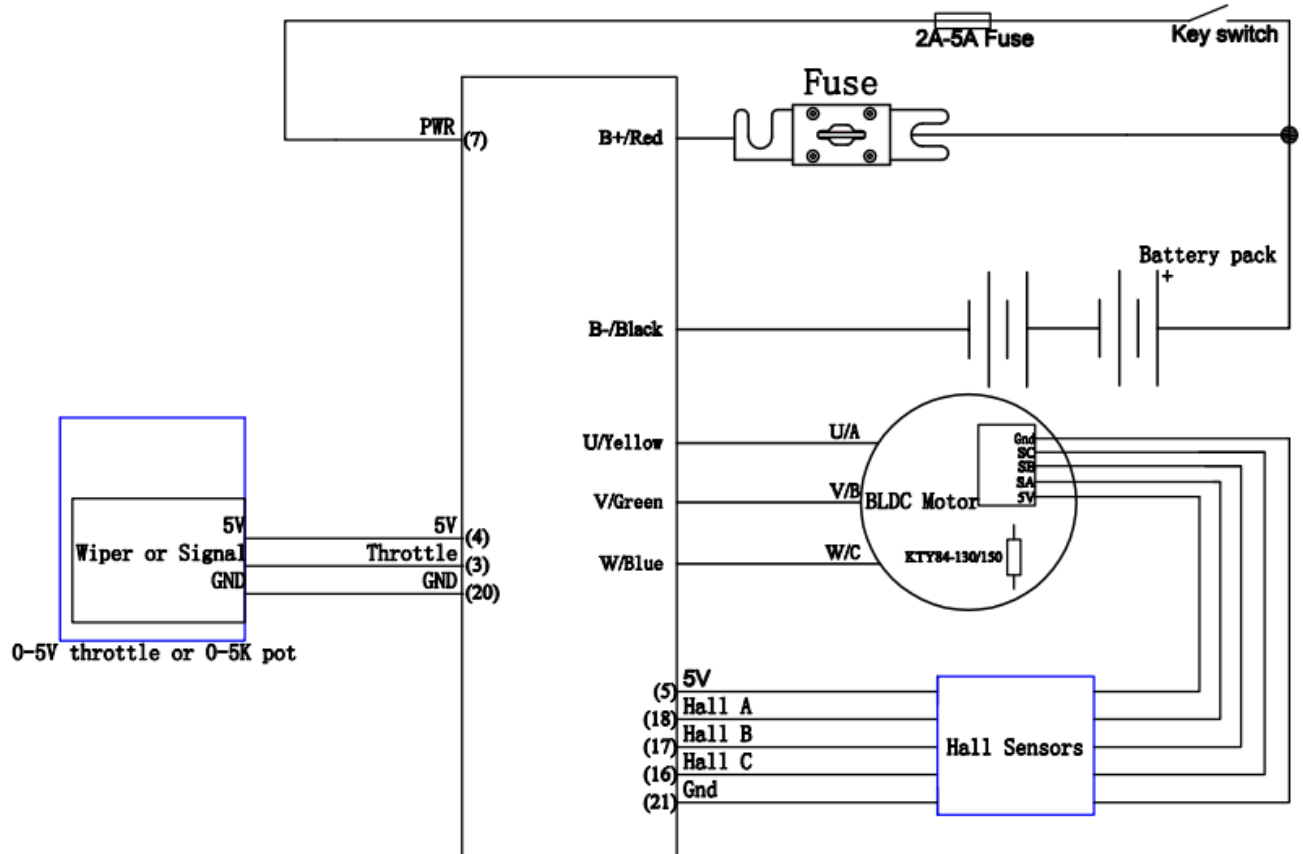 2A-5A Fuse
Key switch
Fuse
PWR
(7)
B+/Red
Battery pack
+
B-/Black
U/Yellow
U/A
V/Green
V/B
W/Blue
W/C
BLDC Motor
Gnd
SC
SB
SA
5V
KTY84-130/150
Wiper or Signal
5V
GND
5V
Throttle
GND
(4)
(3)
(20)
0-5V throttle or 0-5K pot
(5)
5V
(18)
Hall A
(17)
Hall B
(16)
Hall C
(21)
Gnd
Hall Sensors